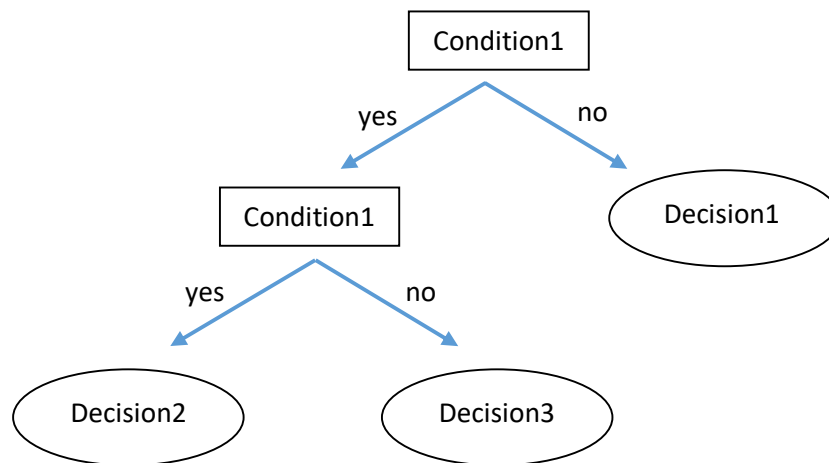 Condition1
yes
no
Condition1
Decision1
yes
no
Decision2
Decision3